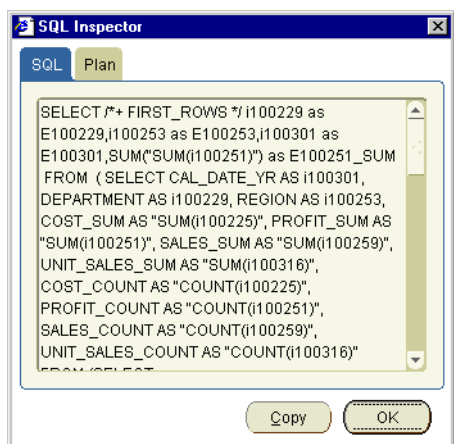 SQL Inspector
SQL Plan
SELECT /*+ FIRST_ROWS */ i100229 as
E100229,i100253 as E100253,i100301 as
E100301,SUM("SUM(i100251)") as E100251_SUM
FROM ( SELECT CAL_DATE_YR AS i100301,
DEPARTMENT AS i100229, REGION AS i100253,
COST_SUM AS "SUM(i100225)", PROFIT_SUM AS
"SUM(i100251)", SALES_SUM AS "SUM(i100259)",
UNIT_SALES_SUM AS "SUM(i100316)",
COST_COUNT AS "COUNT(i100225)",
PROFIT_COUNT AS "COUNT(i100251)",
SALES_COUNT AS "COUNT(i100259)",
UNIT_SALES_COUNT AS "COUNT(i100316)"
FROM (SELECT
Copy OK